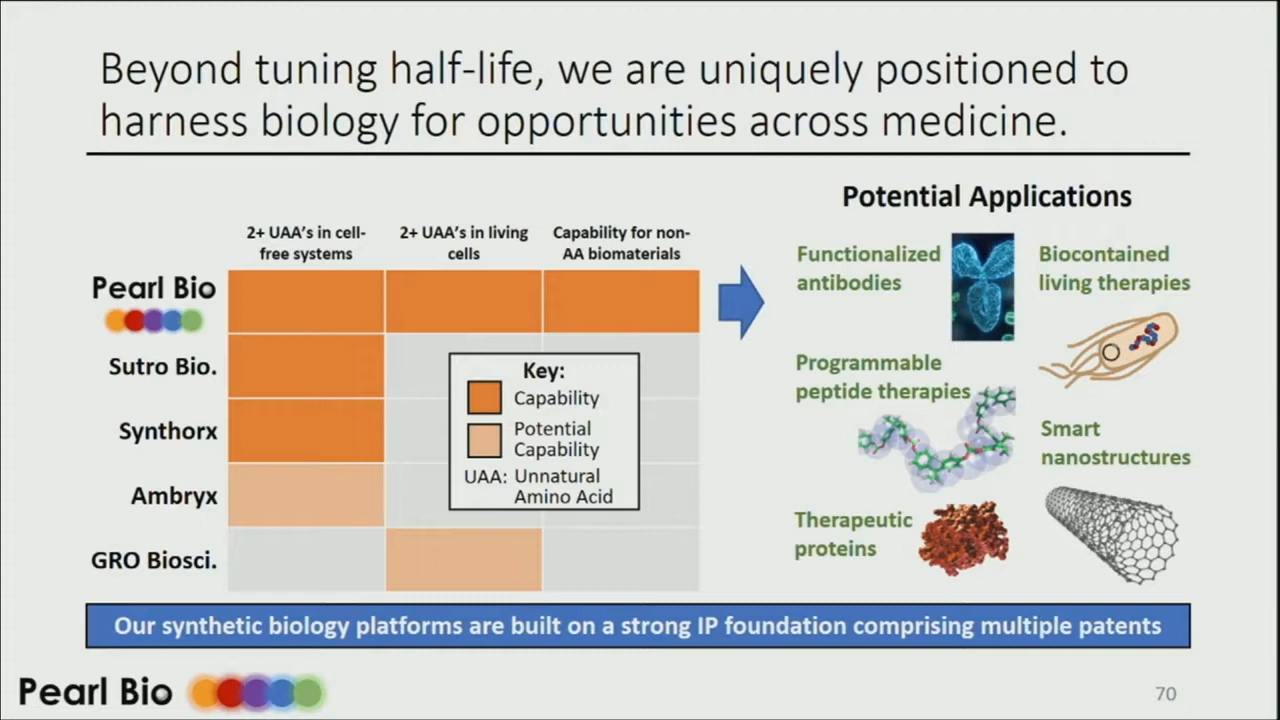 Beyond tuning half-life, we are uniquely positioned to
harness biology for opportunities across medicine.
2+ UAA's in cell-
free systems
2+ UAA's in living
cells
Capability for non-
AA biomaterials
Pearl Bio
Sutro Bio.
Synthorx
Ambryx
GRO Biosci.
Key:
Capability
Potential
Capability
UAA: Unnatural
Amino Acid
Potential Applications
Functionalized
antibodies
Biocontained
living therapies
Programmable
peptide therapies
Smart
nanostructures
Therapeutic
proteins
Our synthetic biology platforms are built on a strong IP foundation comprising multiple patents
Pearl Bio
70